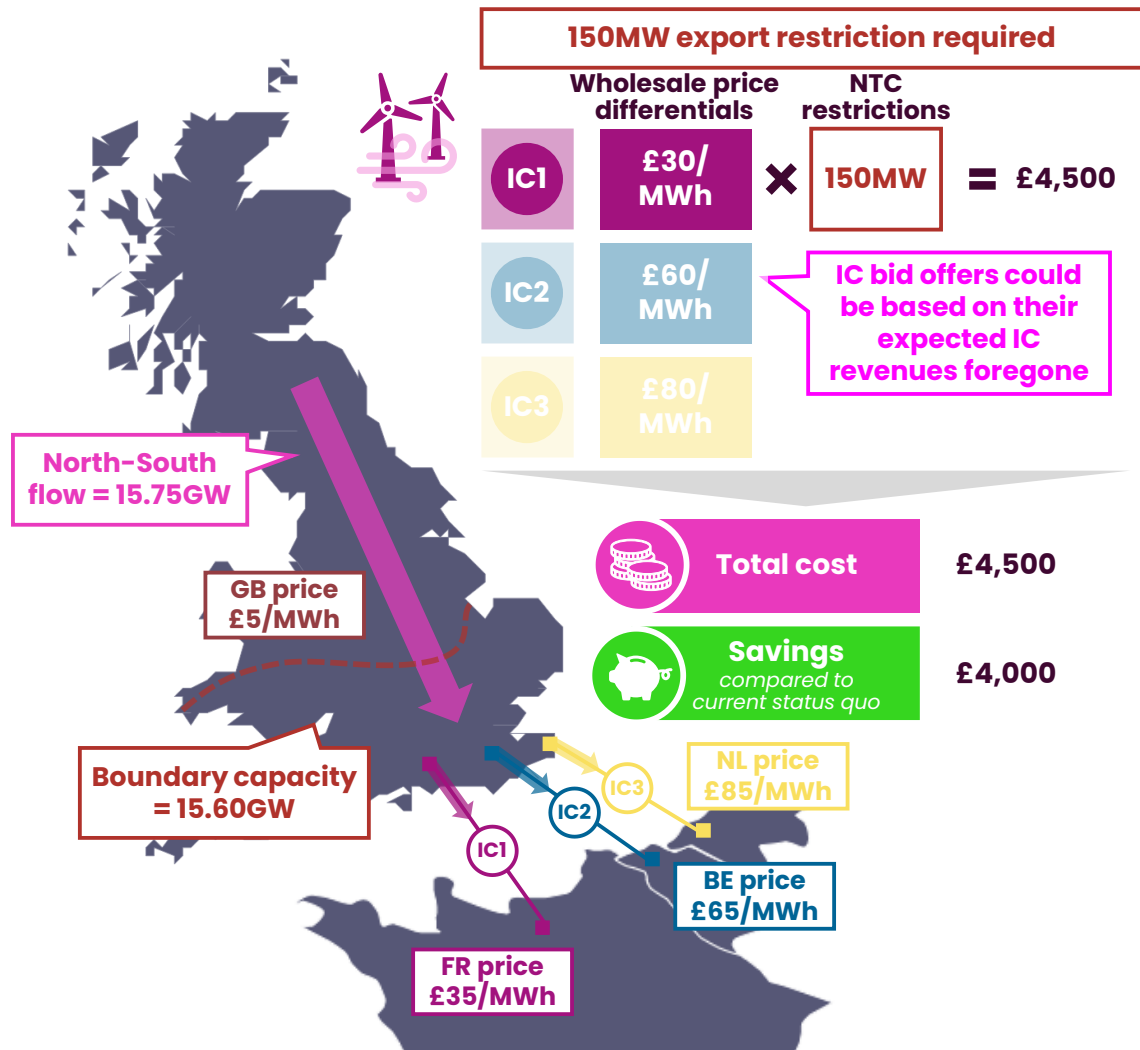 150MW export restriction required
Wholesale price
differentials
NTC
restrictions
IC1
£30/
MWh
150MW
= £4,500
IC2
£60/
MWh
IC bid offers could
be based on their
expected IC
revenues foregone
IC3
£80/
MWh
North-South
flow = 15.75GW
Total cost
£4,500
GB price
£5/MWh
Savings
compared to
current status quo
£4,000
Boundary capacity
= 15.60GW
NL price
£85/MWh
IC3
IC2
IC1
BE price
£65/MWh
FR price
£35/MWh